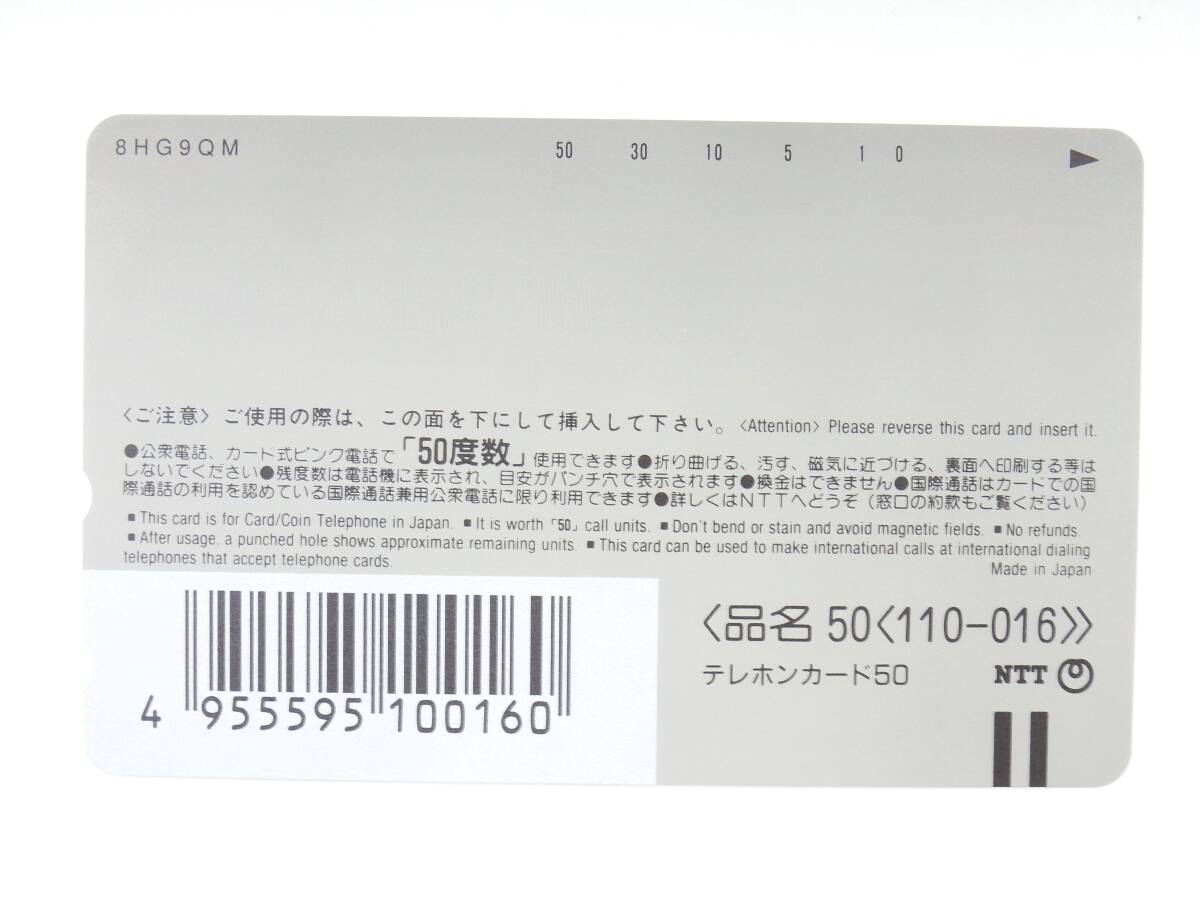 8HG9QM 50 30 10 5 1 0
〈ご注意〉ご使用の際は、この面を下にして挿入して下さい。〈Attention〉Please reverse this card and insert it.
●公衆電話、カード式ピンク電話で「50度数」使用できます●折り曲げる、汚す、磁気に近づける、裏面へ印刷する等は
しないでください●残度数は電話機に表示され、目安がパンチ穴で表示されます●換金はできません●国際通話はカードでの国
際通話の利用を認めている国際通話兼用公衆電話に限り利用できます●詳しくはNTTへどうぞ(窓口の約款もご覧ください)
■This card is for Card/Coin Telephone in Japan. ■It is worth「50」call units. ■Don't bend or stain and avoid magnetic fields. ■No refunds.
■After usage, a punched hole shows approximate remaining units. ■This card can be used to make international calls at international dialing
telephones that accept telephone cards.
Made in Japan
〈品名 50〈110-016〉〉
テレホンカード50 NTT
4 955595 100160